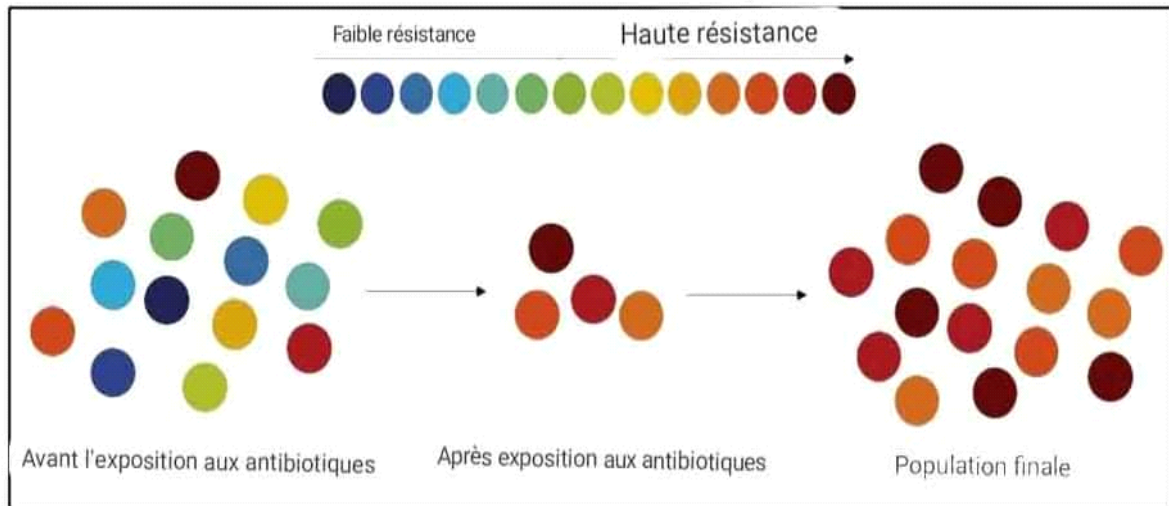 Faible résistance
Haute résistance
Avant l'exposition aux antibiotiques
Après exposition aux antibiotiques
Population finale